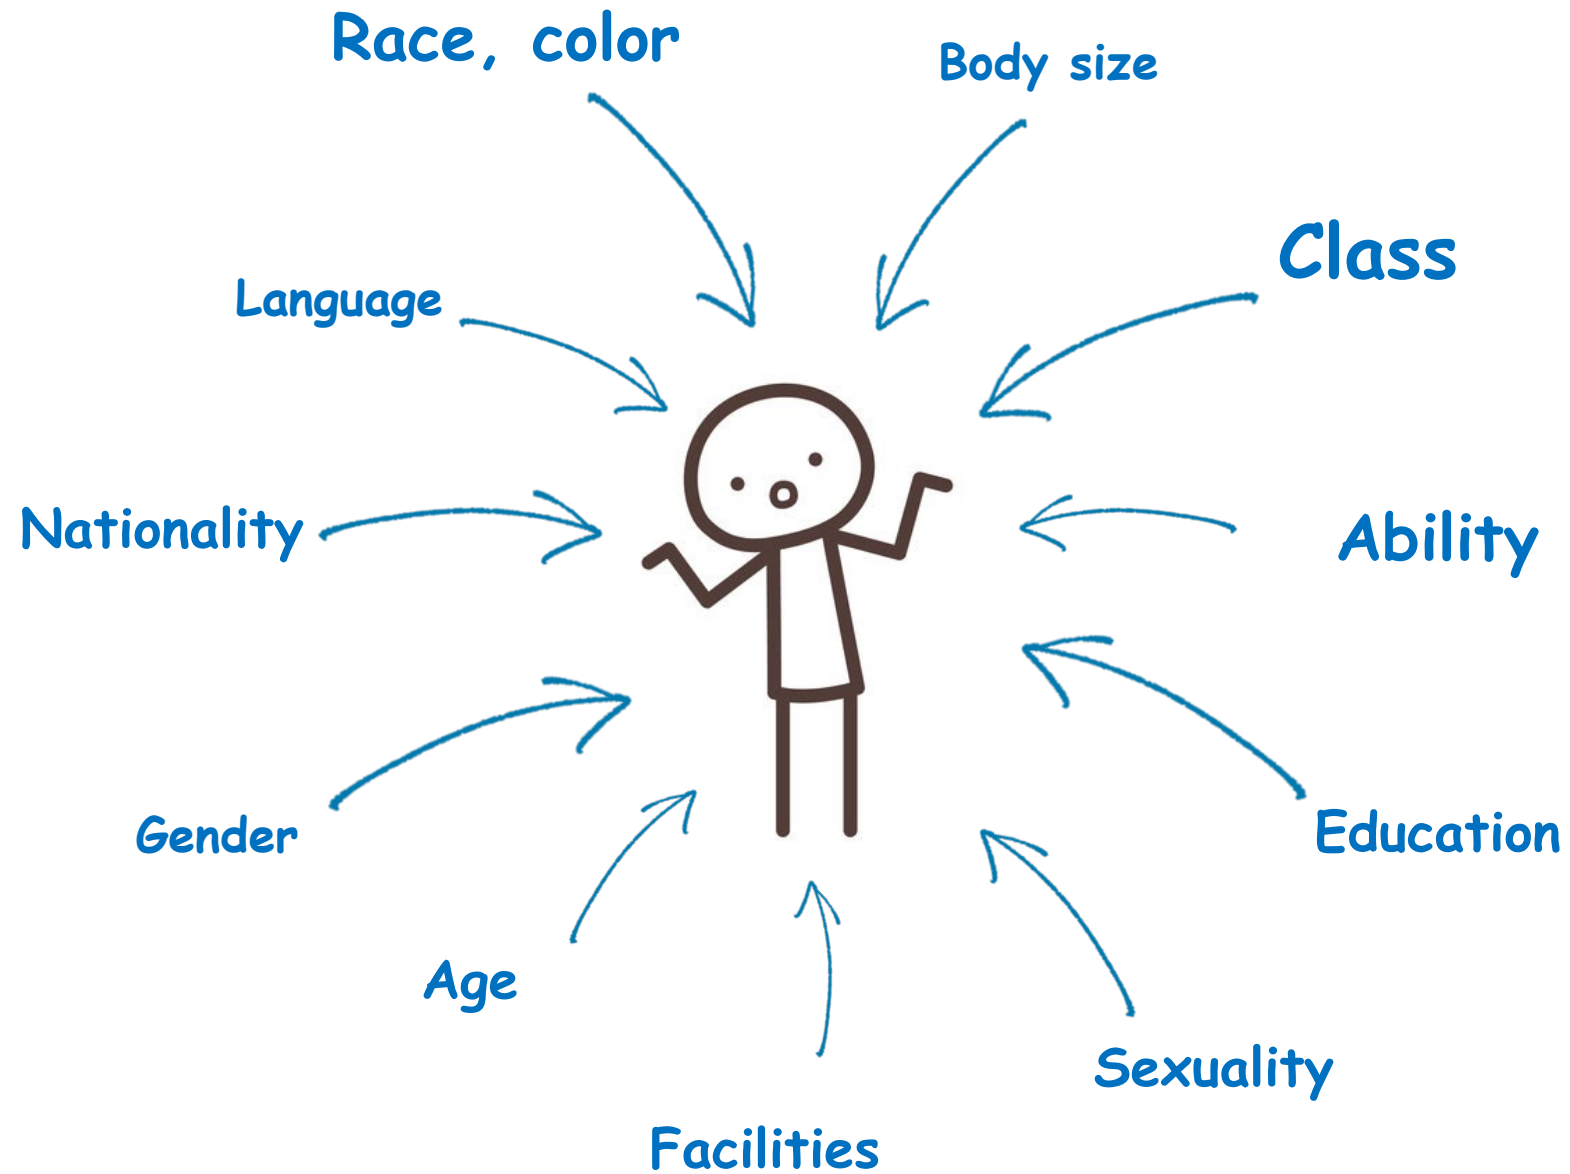 Race, color
Body size
Class
Language
Nationality
Ability
Gender
Education
Age
Sexuality
Facilities